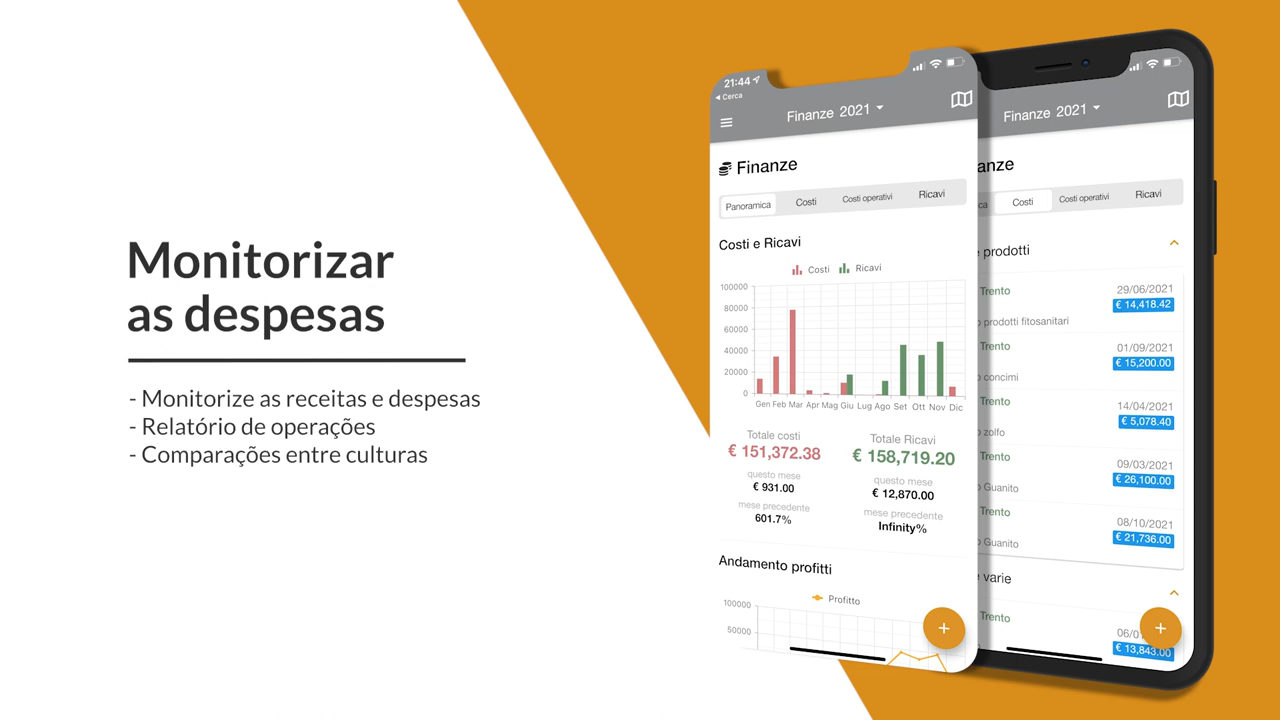 Monitorizar
as despesas
- Monitorize as receitas e despesas
- Relatório de operações
- Comparações entre culturas
21:44
Cerca
Finanze 2021
Finanze
Panoramica Costi Costi operativi Ricavi
Costi e Ricavi
Costi Ricavi
100000
80000
60000
40000
20000
0
Gen Feb Mar Apr Mag Giu Lug Ago Set Ott Nov Dic
Totale costi Totale Ricavi
€ 151,372.38 € 158,719.20
questo mese questo mese
€ 931.00 € 12,870.00
mese precedente mese precedente
601.7% Infinity%
Andamento profitti
Profitto
100000
50000
+
Finanze 2021
anze
ca Costi Costi operativi Ricavi
e prodotti
Trento 29/06/2021
€ 14,418.42
o prodotti fitosanitari
Trento 01/09/2021
€ 15,200.00
o concimi
Trento 14/04/2021
€ 5,078.40
o zolfo
Trento 09/03/2021
€ 26,100.00
o Guanito
Trento 08/10/2021
€ 21,736.00
o Guanito
e varie
Trento
06/0
€ 13,843.00
+